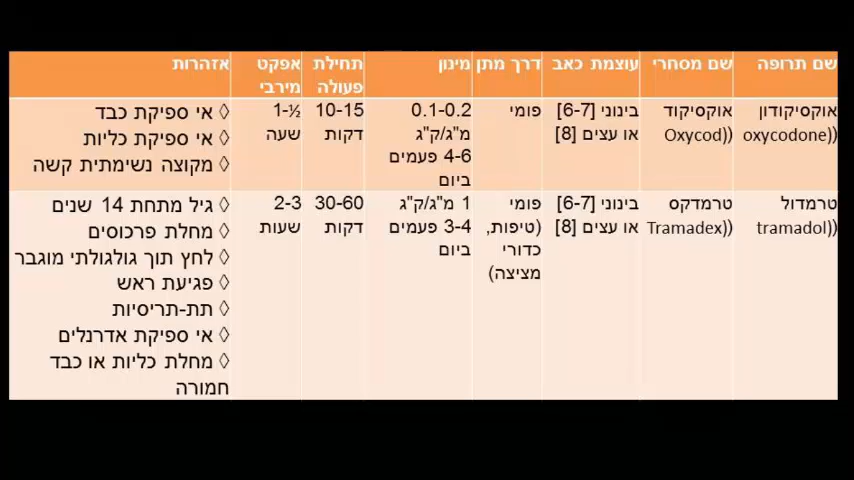 שם תרופה שם מסחרי עוצמת כאב דרך מתן מינון תחילת פעולה אפקט מירבי אזהרות
אוקסיקודון
oxycodone))
אוקסיקוד
Oxycod))
בינוני [6-7]
או עצים [8]
פומי
0.1-0.2
מ"ג/ק"ג
4-6 פעמים
ביום
10-15
דקות
½-1
שעה
◊ אי ספיקת כבד
◊ אי ספיקת כליות
◊ מקוצה נשימתית קשה
טרמדול
tramadol))
טרמדקס
Tramadex))
בינוני [6-7]
או עצים [8]
פומי
(טיפות,
כדורי
מציצה)
1 מ"ג/ק"ג
3-4 פעמים
ביום
30-60
דקות
2-3
שעות
◊ גיל מתחת 14 שנים
◊ מחלת פרכוסים
◊ לחץ תוך גולגולתי מוגבר
◊ פגיעת ראש
◊ תת-תריסיות
◊ אי ספיקת אדרנלים
◊ מחלת כליות או כבד
חמורה